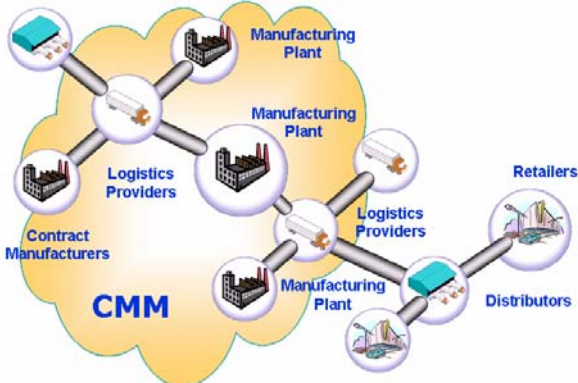 Manufacturing
Plant
Manufacturing
Plant
Logistics
Providers
Retailers
Logistics
Providers
Contract
Manufacturers
Manufacturing
Plant
Distributors
CMM